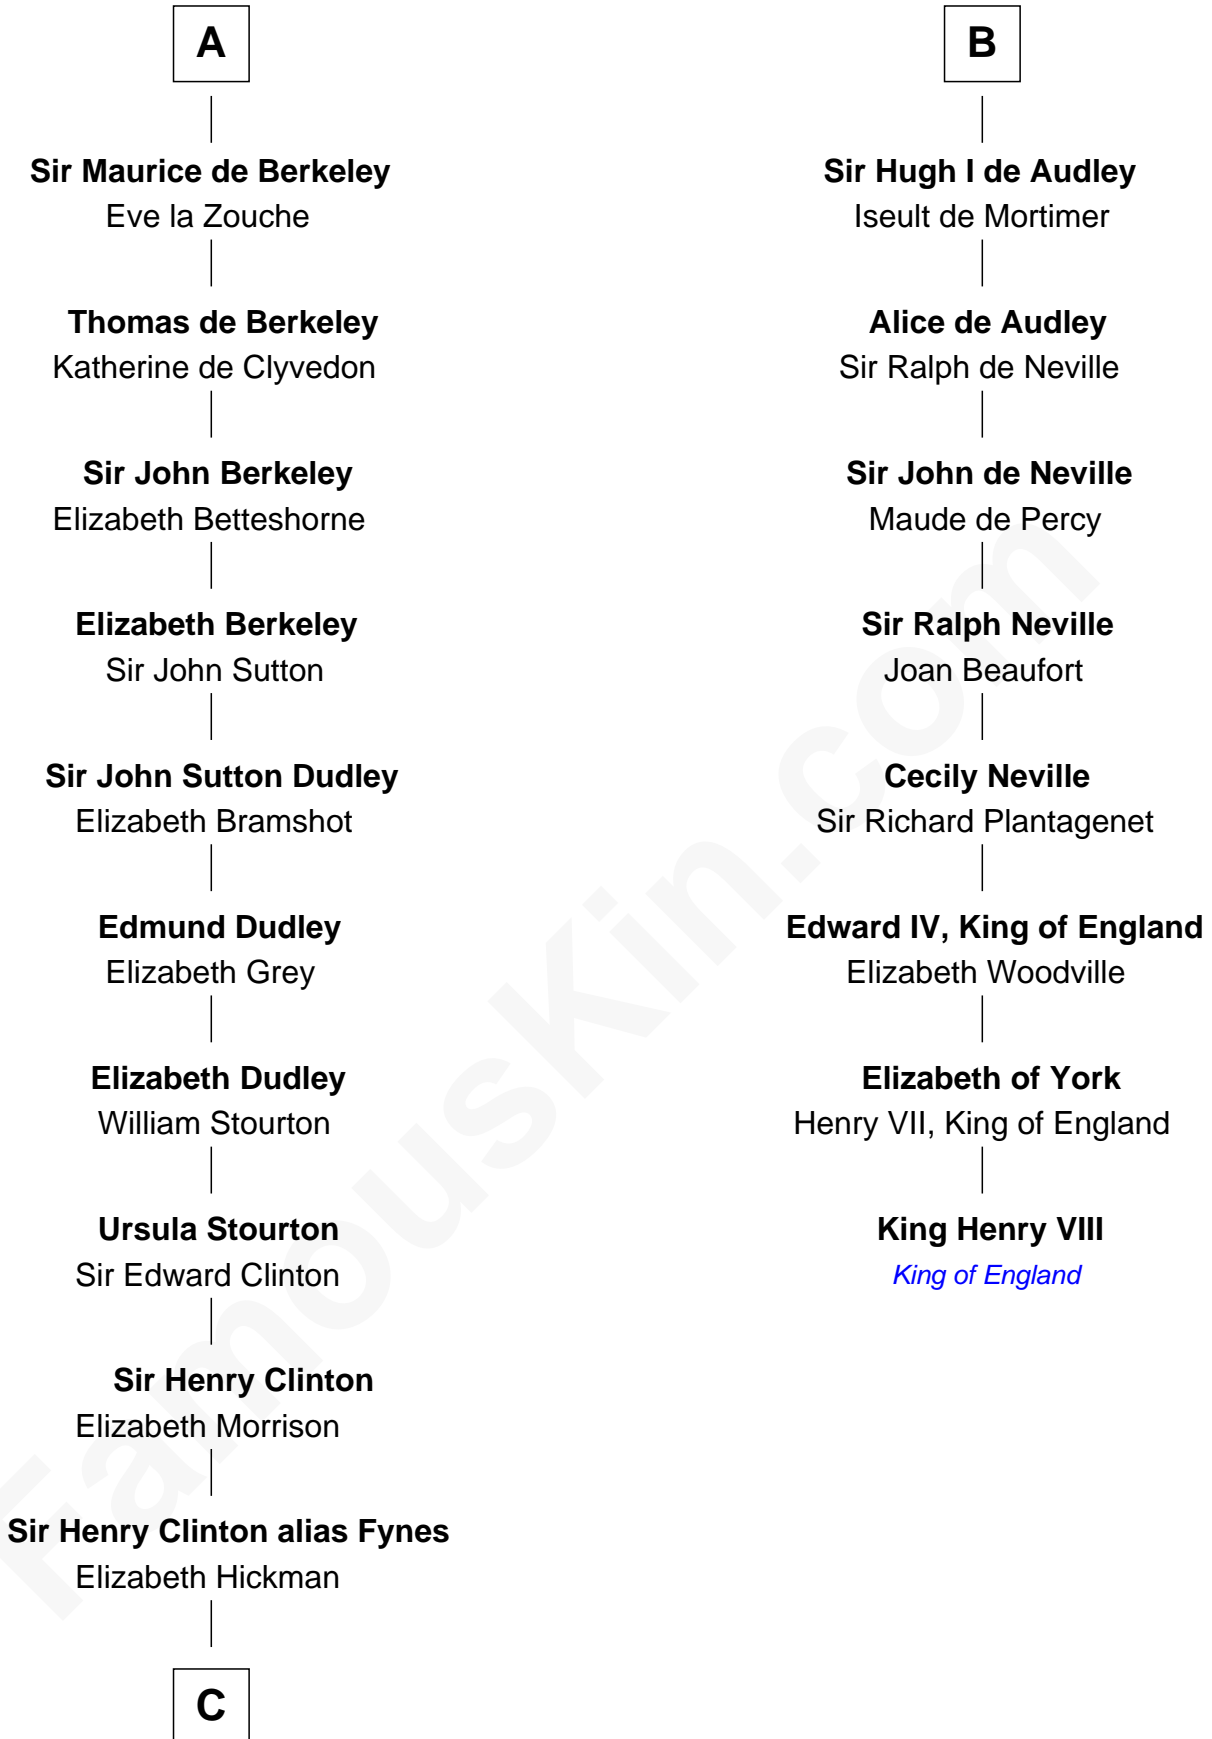 A
Sir Maurice de Berkeley
Eve la Zouche
Thomas de Berkeley
Katherine de Clyvedon
Sir John Berkeley
Elizabeth Betteshorne
Elizabeth Berkeley
Sir John Sutton
Sir John Sutton Dudley
Elizabeth Bramshot
Edmund Dudley
Elizabeth Grey
Elizabeth Dudley
William Stourton
Ursula Stourton
Sir Edward Clinton
Sir Henry Clinton
Elizabeth Morrison
Sir Henry Clinton alias Fynes
Elizabeth Hickman
C
B
Sir Hugh I de Audley
Iseult de Mortimer
Alice de Audley
Sir Ralph de Neville
Sir John de Neville
Maude de Percy
Sir Ralph Neville
Joan Beaufort
Cecily Neville
Sir Richard Plantagenet
Edward IV, King of England
Elizabeth Woodville
Elizabeth of York
Henry VII, King of England
King Henry VIII
King of England
FamousKin.com